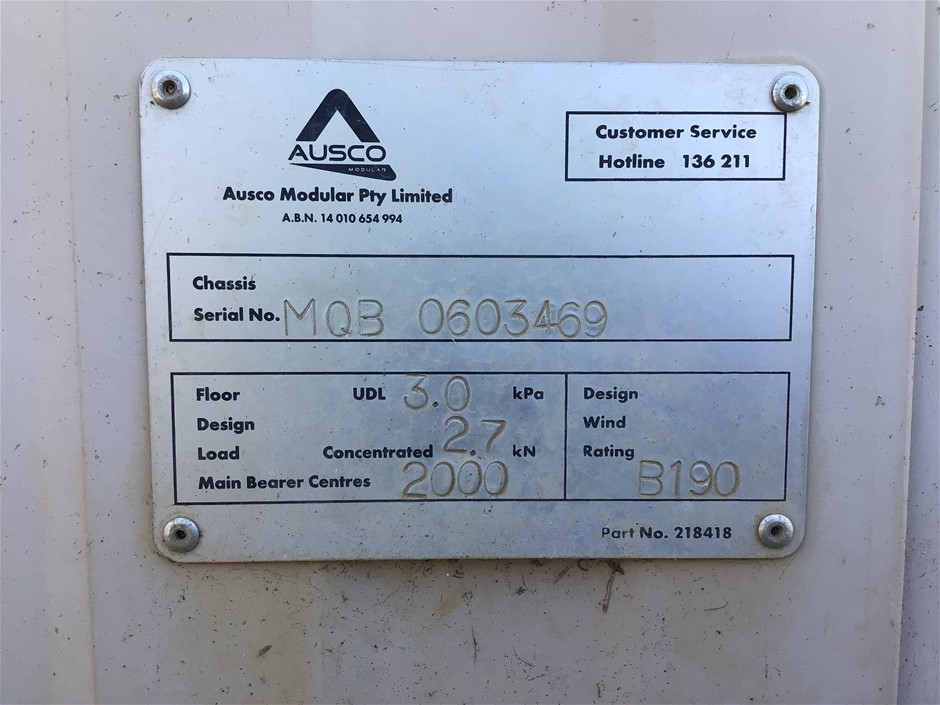 AUSCO
MODULAR
Ausco Modular Pty Limited
A.B.N. 14 010 654 994
Customer Service
Hotline 136 211
Chassis
Serial No. MQB 0603469
Floor UDL 3.0 kPa
Design
Load Concentrated 2.7 kN
Main Bearer Centres 2000
Design
Wind
Rating B190
Part No. 218418